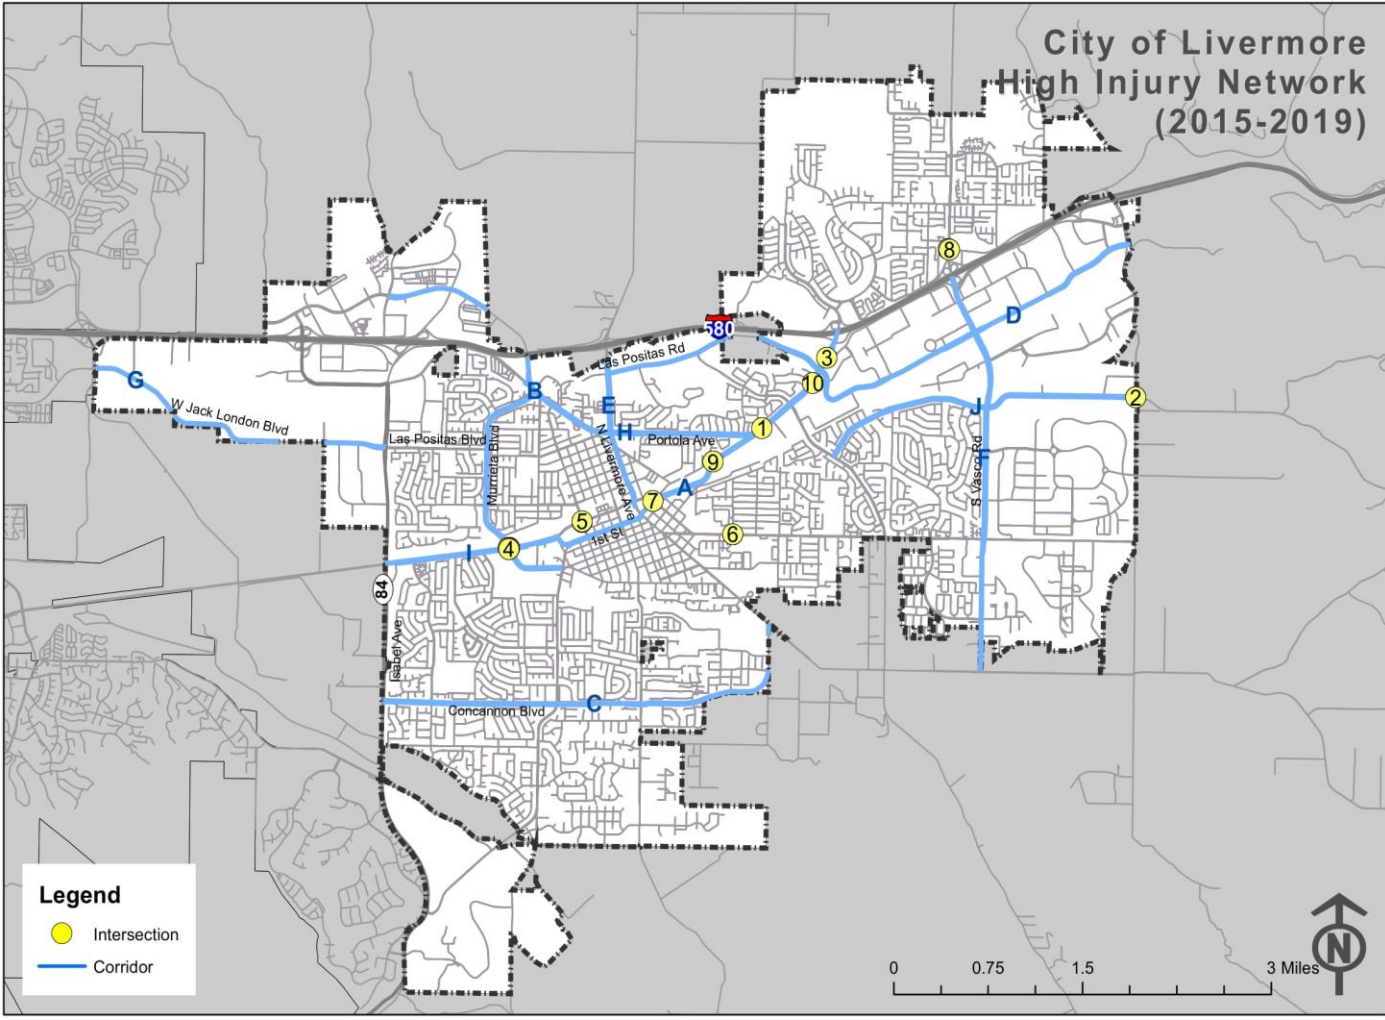 City of Livermore
High Injury Network
(2015-2019)
8
D
580
Las Positas Rd
3
G
B
10
2
W Jack London Blvd
E
J
H
1
Las Positas Blvd
Portola Ave
Murrieta Blvd
N Livermore Ave
9
S Vasco Rd
F
A
7
5
6
1st St
I
4
84
Isabel Ave
C
Concannon Blvd
Legend
Intersection
Corridor
N
0 0.75 1.5 3 Miles